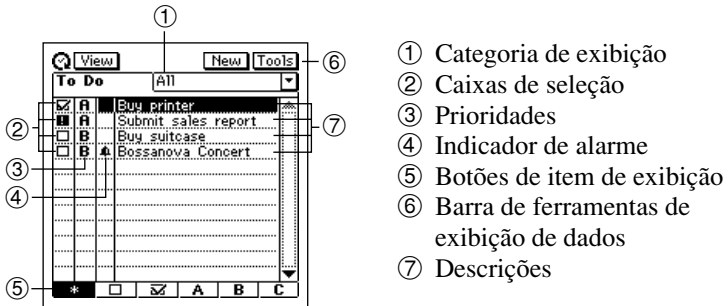 ①
View New Tools
To Do All
A Buy printer
A Submit sales report
B Buy suitcase
B Bossanova Concert
②
③
④
⑤
⑥
⑦
* A B C
① Categoria de exibição
② Caixas de seleção
③ Prioridades
④ Indicador de alarme
⑤ Botões de item de exibição
⑥ Barra de ferramentas de
exibição de dados
⑦ Descrições